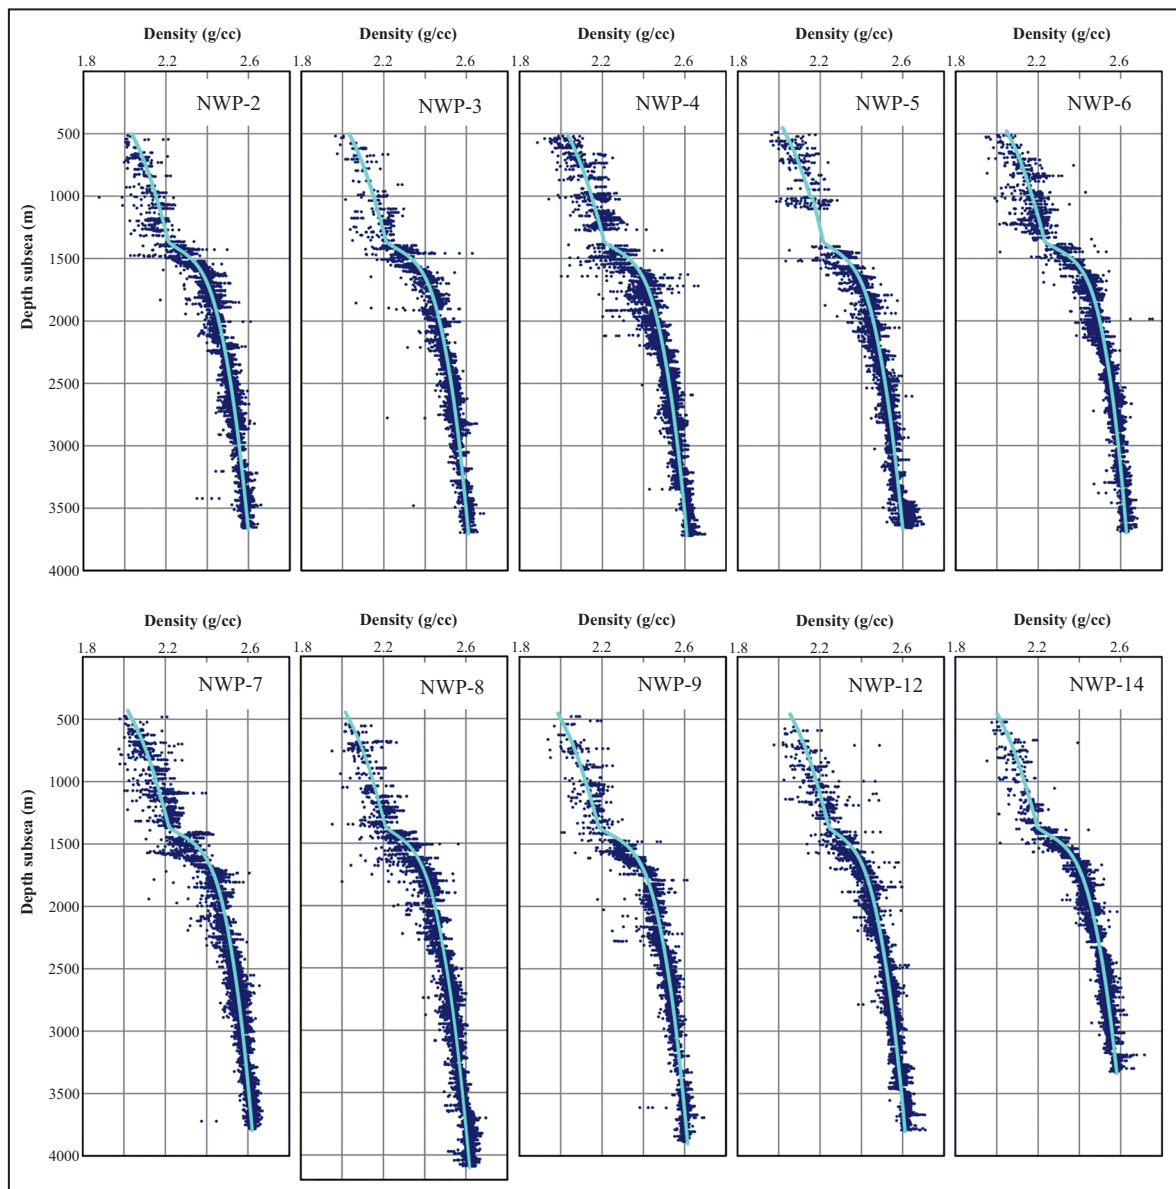 Density (g/cc) Density (g/cc) Density (g/cc) Density (g/cc) Density (g/cc)
1.8 2.2 2.6 1.8 2.2 2.6 1.8 2.2 2.6 1.8 2.2 2.6 1.8 2.2 2.6
NWP-2 NWP-3 NWP-4 NWP-5 NWP-6
500
1000
1500
2000
2500
3000
3500
4000
Depth subsea (m)
Density (g/cc) Density (g/cc) Density (g/cc) Density (g/cc) Density (g/cc)
1.8 2.2 2.6 1.8 2.2 2.6 1.8 2.2 2.6 1.8 2.2 2.6 1.8 2.2 2.6
NWP-7 NWP-8 NWP-9 NWP-12 NWP-14
500
1000
1500
2000
2500
3000
3500
4000
Depth subsea (m)